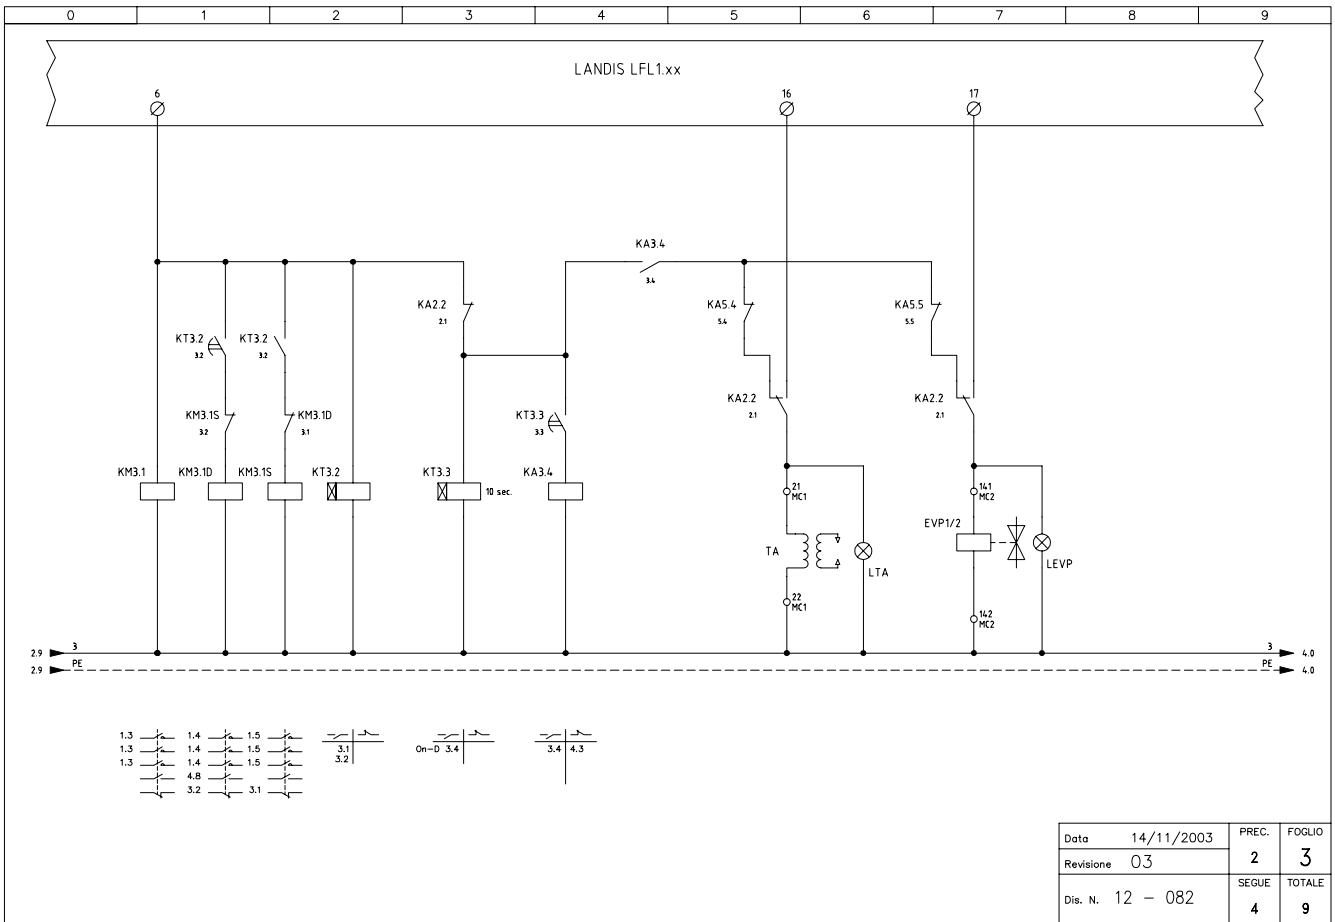 0 1 2 3 4 5 6 7 8 9
LANDIS LFL1.xx
6 16 17
KA3.4
3.4
KA2.2 KA5.4 KA5.5
2.1 5.4 5.5
KT3.2 KT3.2
3.2 3.2
KA2.2 KA2.2
2.1 2.1
KM3.1S KM3.1D KT3.3
3.2 3.1 3.3
KM3.1 KM3.1D KM3.1S KT3.2 KT3.3 KA3.4
10 sec.
21 141
MC1 MC2
EVP1/2
TA LTA LEVP
22 142
MC1 MC2
2.9 3 3 4.0
2.9 PE PE 4.0
1.3 1.4 1.5
1.3 1.4 1.5 3.1 On-D 3.4 3.4 4.3
1.3 1.4 1.5 3.2
4.8
3.2 3.1
Data 14/11/2003 PREC. FOGLIO
Revisione 03 2 3
Dis. N. 12 - 082 SEGUE TOTALE
4 9